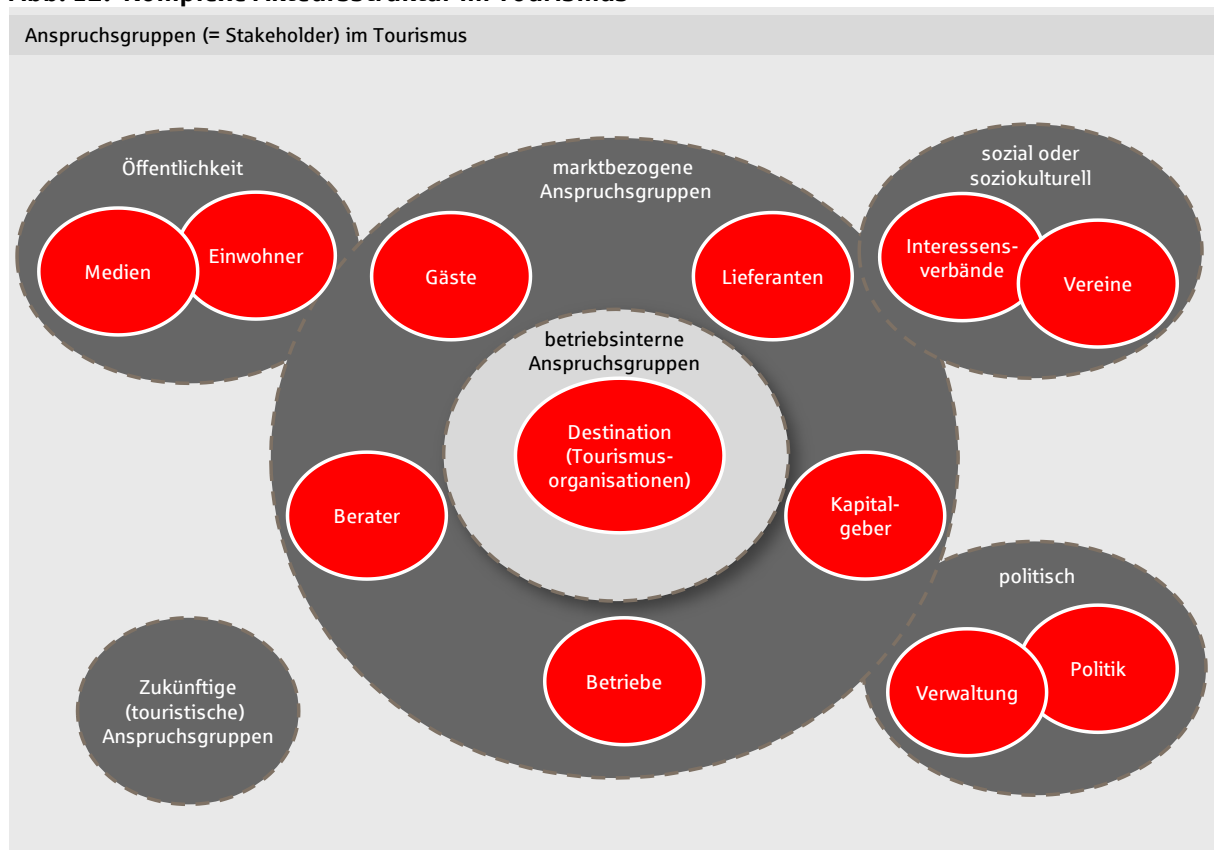 Anspruchsgruppen (= Stakeholder) im Tourismus
Öffentlichkeit
Medien
Einwohner
marktbezogene
Anspruchsgruppen
Gäste
Lieferanten
sozial oder
soziokulturell
Interessens-
verbände
Vereine
betriebsinterne
Anspruchsgruppen
Destination
(Tourismus-
organisationen)
Berater
Kapital-
geber
Betriebe
politisch
Verwaltung
Politik
Zukünftige
(touristische)
Anspruchsgruppen